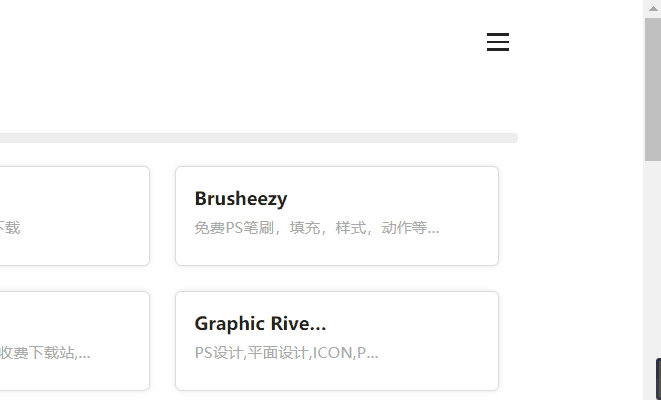 Brusheezy
下载
免费PS笔刷，填充，样式，动作等...
Graphic Rive...
收费下载站,...
PS设计,平面设计,ICON,P...